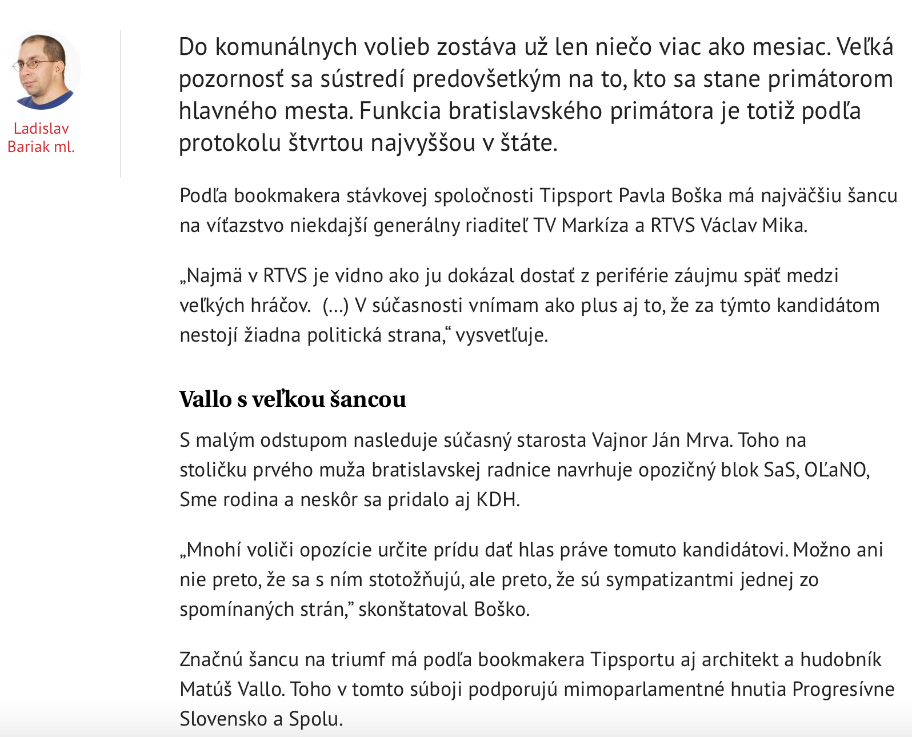 Ladislav
Bariak ml.
Do komunálnych volieb zostáva už len niečo viac ako mesiac. Veľká
pozornosť sa sústredí predovšetkým na to, kto sa stane primátorom
hlavného mesta. Funkcia bratislavského primátora je totiž podľa
protokolu štvrtou najvyššou v štáte.
Podľa bookmakera stávkovej spoločnosti Tipsport Pavla Boška má najväčšiu šancu
na víťazstvo niekdajší generálny riaditeľ TV Markíza a RTVS Václav Mika.
„Najmä v RTVS je vidno ako ju dokázal dostať z periférie záujmu späť medzi
veľkých hráčov.  (...) V súčasnosti vnímam ako plus aj to, že za týmto kandidátom
nestojí žiadna politická strana,“ vysvetľuje.
Vallo s veľkou šancou
S malým odstupom nasleduje súčasný starosta Vajnor Ján Mrva. Toho na
stoličku prvého muža bratislavskej radnice navrhuje opozičný blok SaS, OĽaNO,
Sme rodina a neskôr sa pridalo aj KDH.
„Mnohí voliči opozície určite prídu dať hlas práve tomuto kandidátovi. Možno ani
nie preto, že sa s ním stotožňujú, ale preto, že sú sympatizantmi jednej zo
spomínaných strán,” skonštatoval Boško.
Značnú šancu na triumf má podľa bookmakera Tipsportu aj architekt a hudobník
Matúš Vallo. Toho v tomto súboji podporujú mimoparlamentné hnutia Progresívne
Slovensko a Spolu.